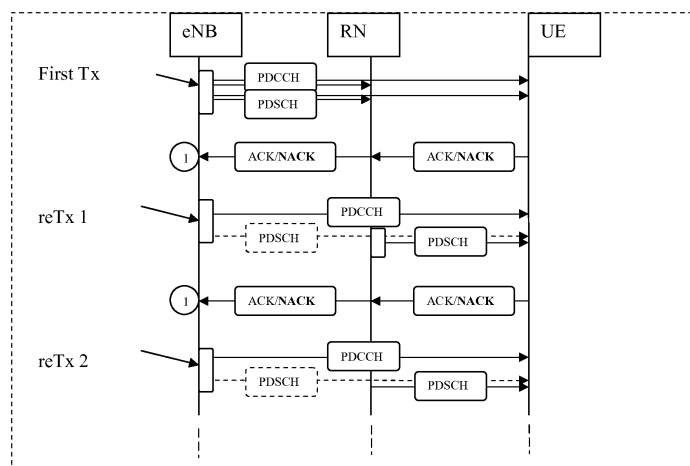 eNB RN UE
First Tx
PDCCH
PDSCH
1 ACK/NACK ACK/NACK
reTx 1
PDCCH
PDSCH PDSCH
1 ACK/NACK ACK/NACK
reTx 2
PDCCH
PDSCH PDSCH